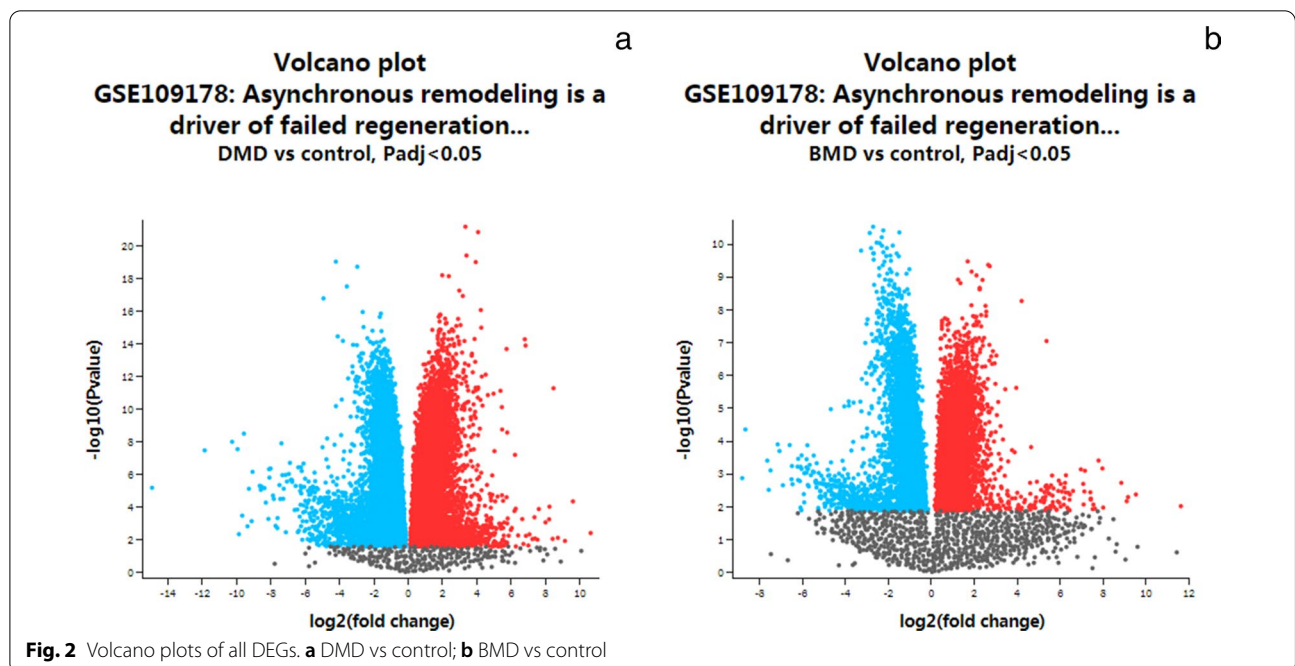 a
Volcano plot
GSE109178: Asynchronous remodeling is a
driver of failed regeneration...
DMD vs control, Padj<0.05
-log10(Pvalue)
20
18
16
14
12
10
8
6
4
2
0
-14 -12 -10 -8 -6 -4 -2 0 2 4 6 8 10
log2(fold change)
b
Volcano plot
GSE109178: Asynchronous remodeling is a
driver of failed regeneration...
BMD vs control, Padj<0.05
-log10(Pvalue)
10
9
8
7
6
5
4
3
2
1
0
-8 -6 -4 -2 0 2 4 6 8 10 12
log2(fold change)
Fig. 2 Volcano plots of all DEGs. a DMD vs control; b BMD vs control